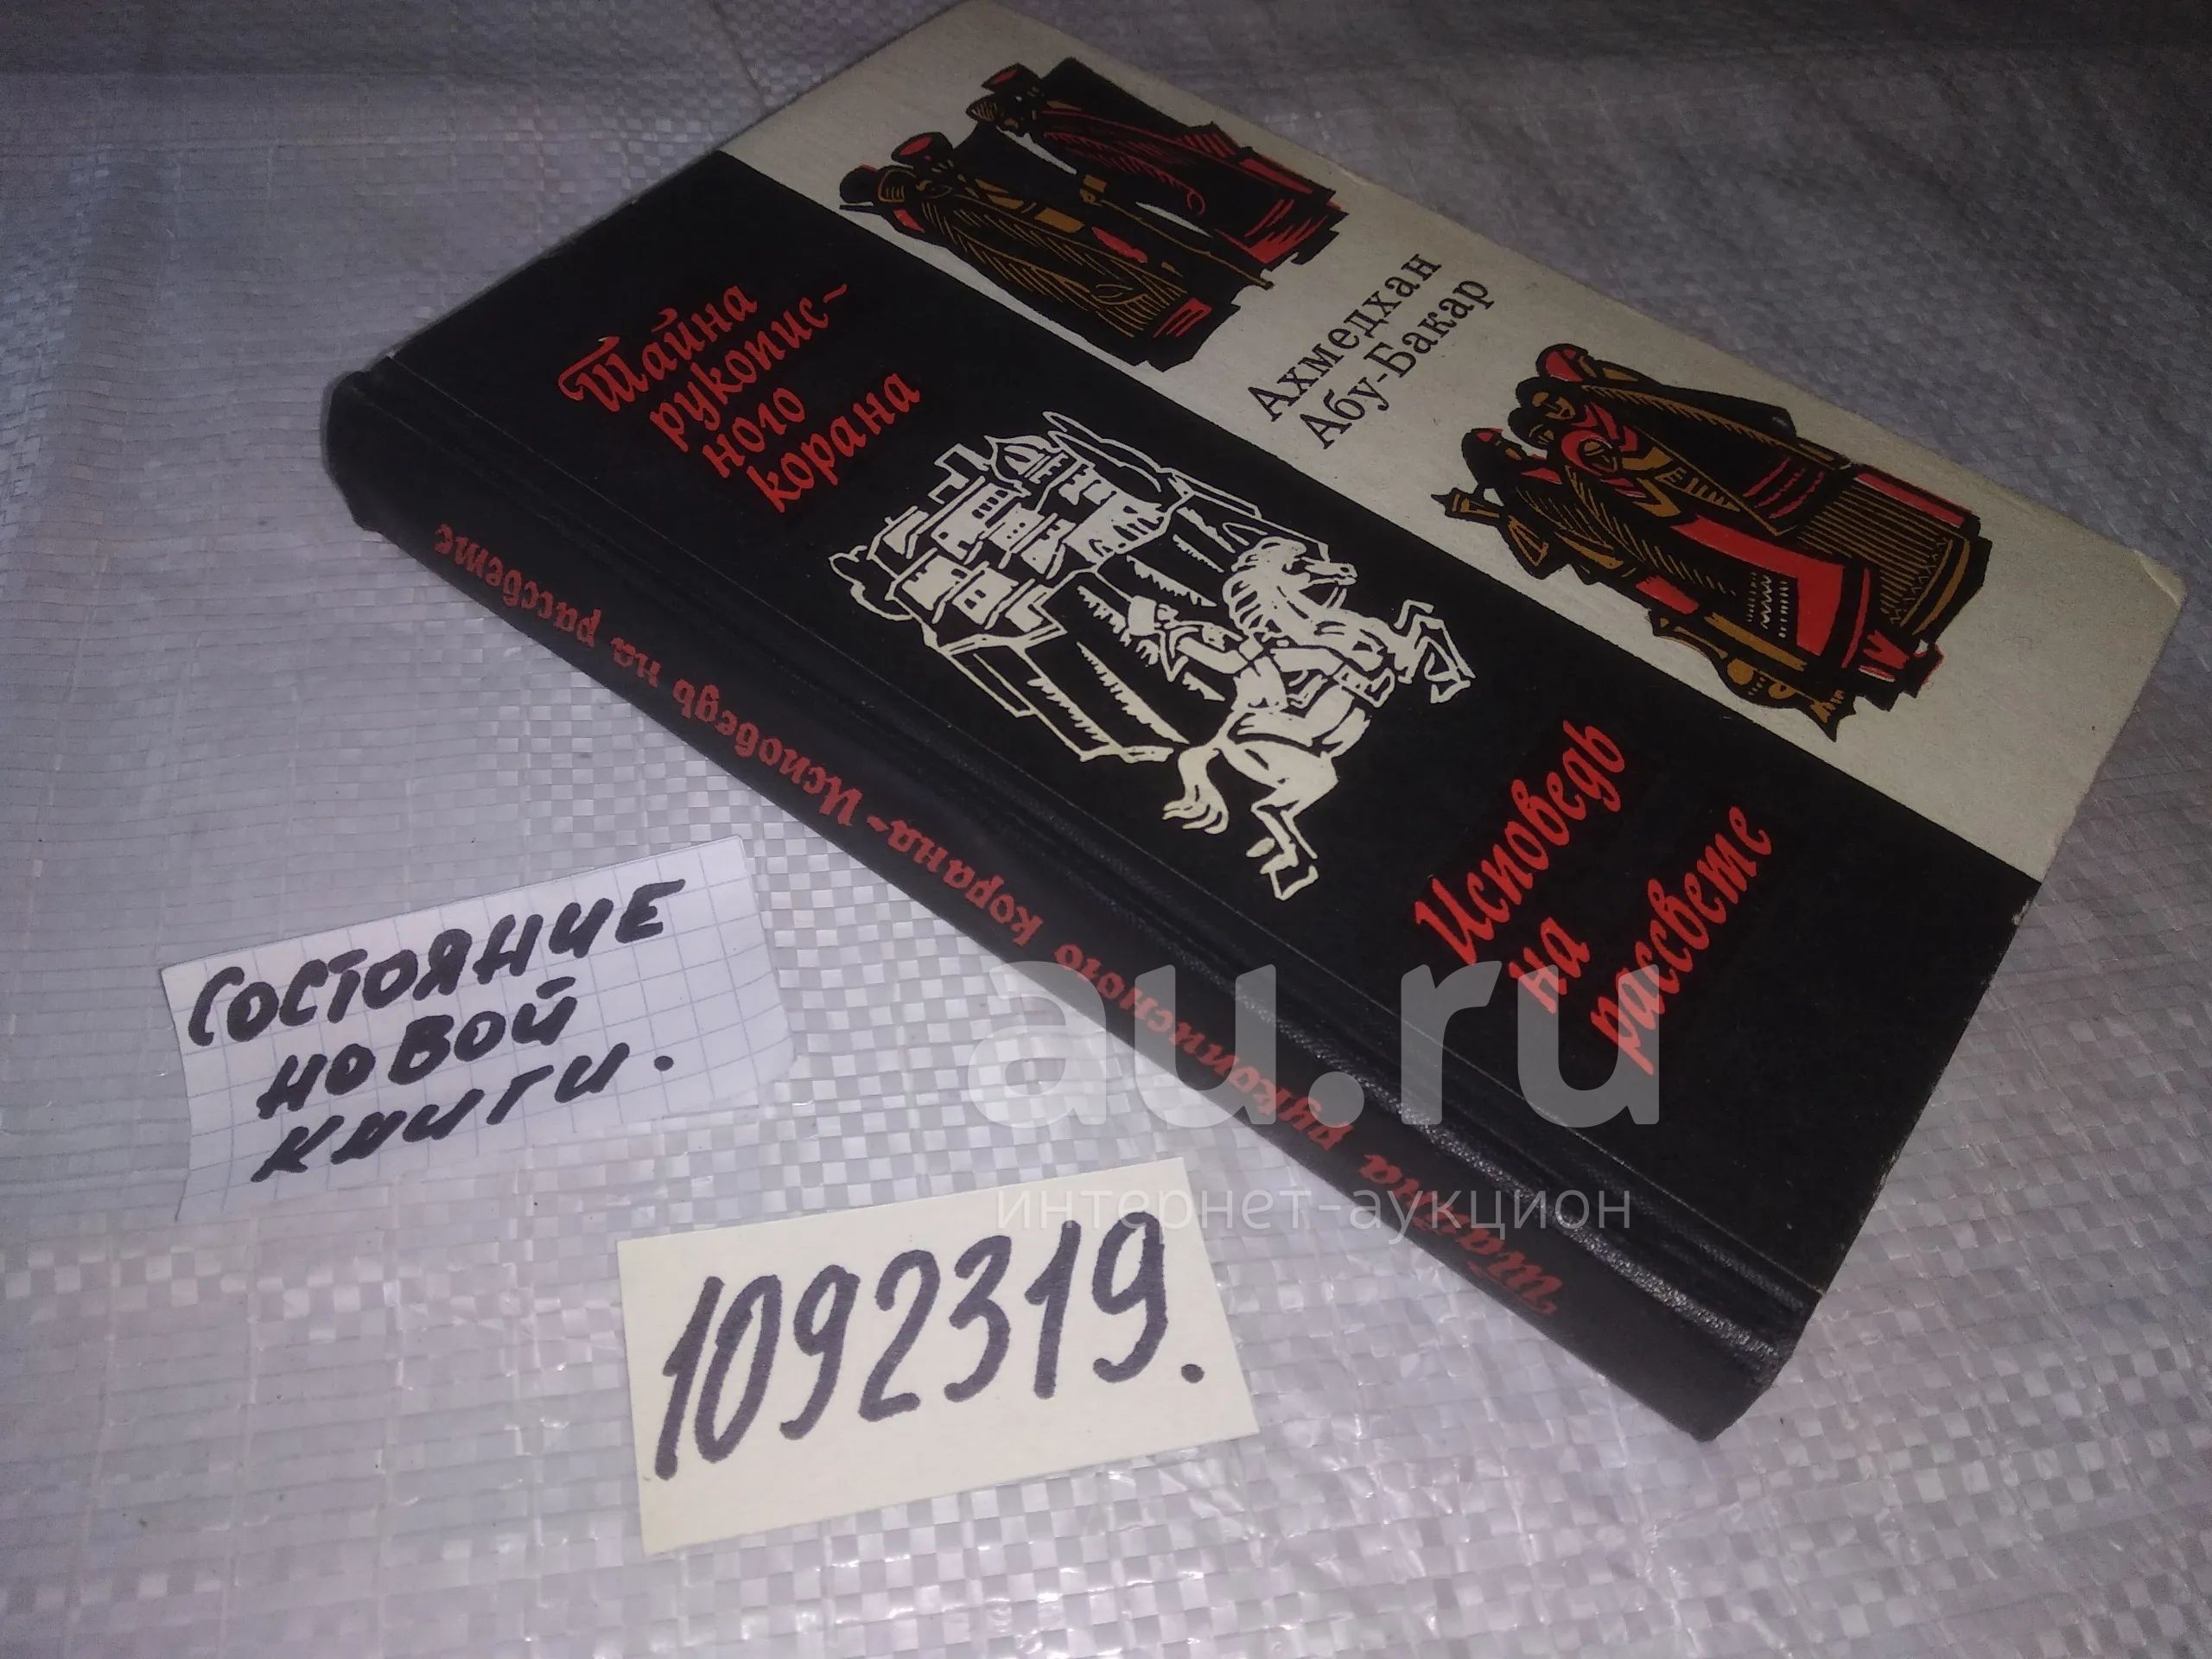 Ахмедхан
Абу-Бакар
Тайна
рукопис-
ного
корана
Исповедь
на
рассвете
Тайна рукописного корана-Исповедь на рассвете
СОСТОЯНИЕ
НОВОЙ
КНИГИ.
1092319.
au.ru
интернет-аукцион